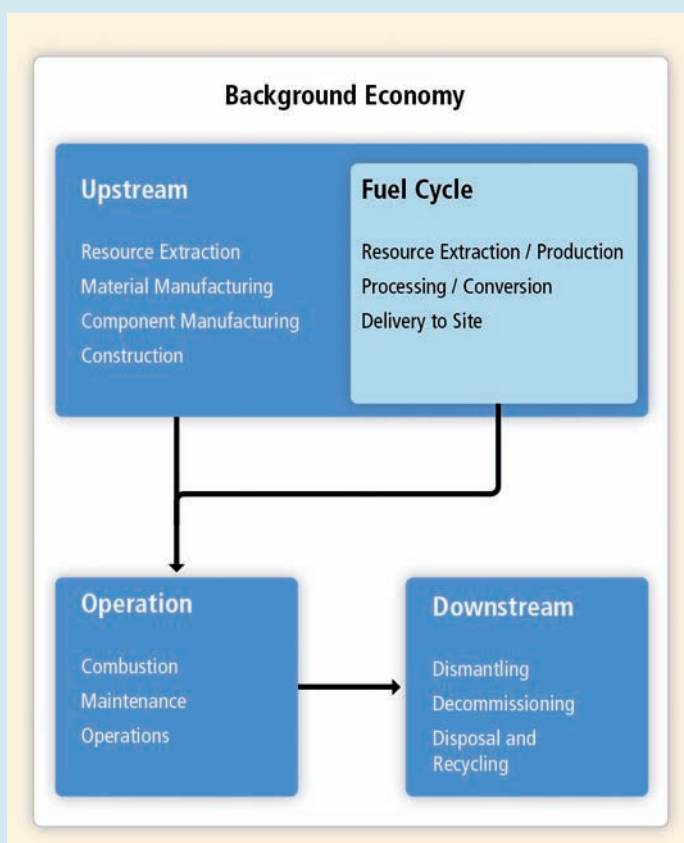 Background Economy
Upstream
Resource Extraction
Material Manufacturing
Component Manufacturing
Construction
Fuel Cycle
Resource Extraction / Production
Processing / Conversion
Delivery to Site
Operation
Combustion
Maintenance
Operations
Downstream
Dismantling
Decommissioning
Disposal and
Recycling